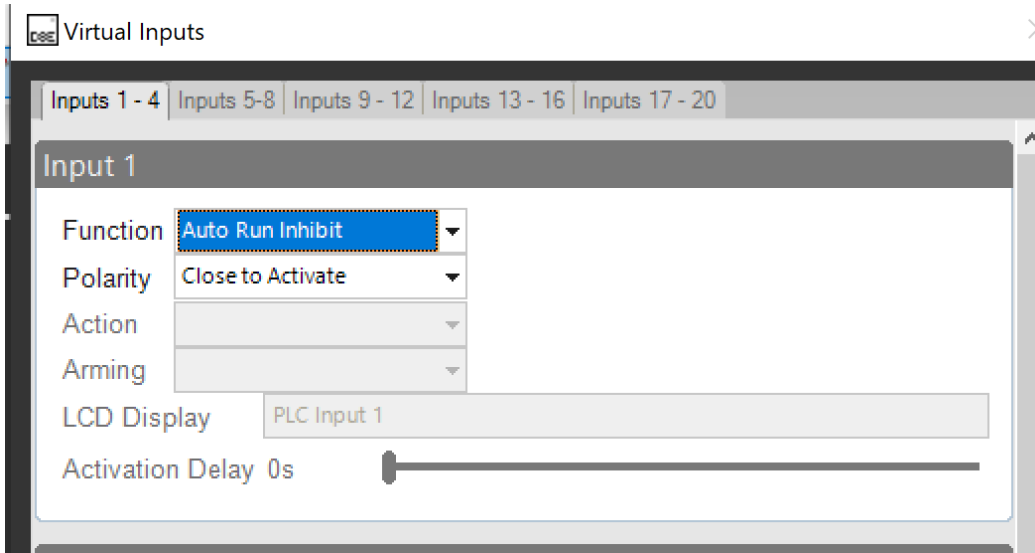 DSE Virtual Inputs
Inputs 1 - 4 Inputs 5-8 Inputs 9 - 12 Inputs 13 - 16 Inputs 17 - 20
Input 1
Function Auto Run Inhibit
Polarity Close to Activate
Action
Arming
LCD Display PLC Input 1
Activation Delay 0s